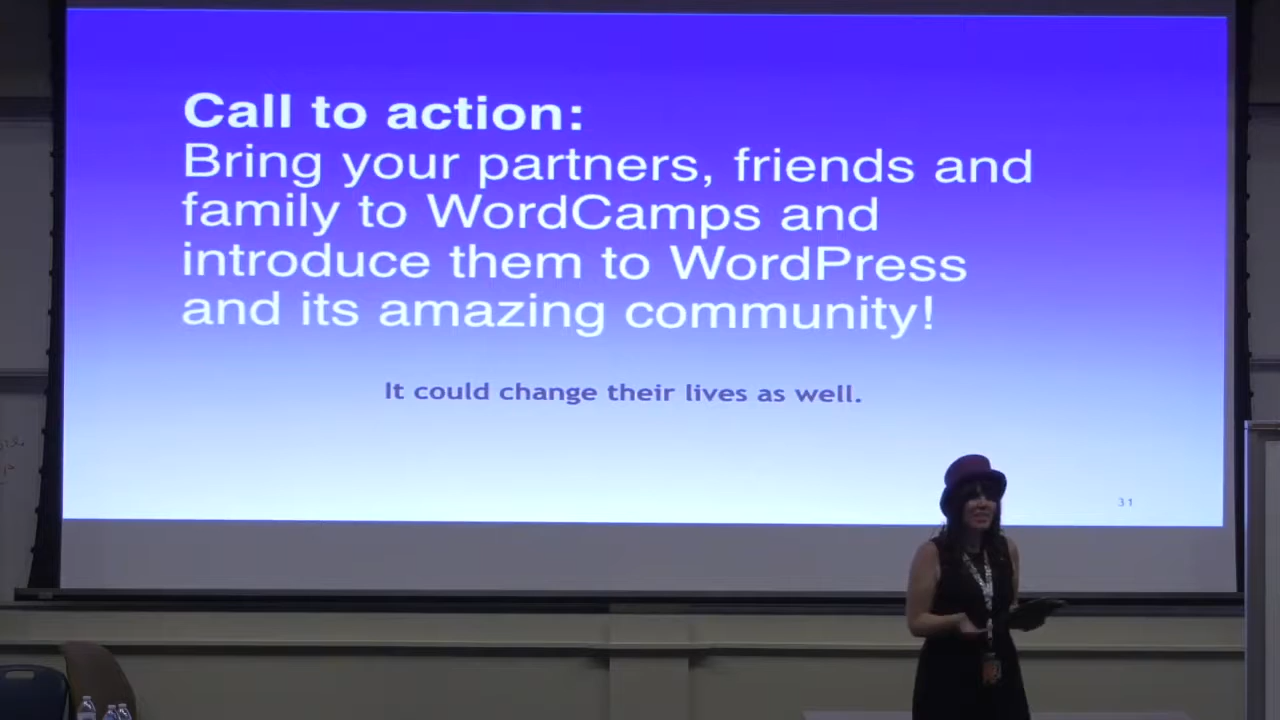 Call to action:
Bring your partners, friends and
family to WordCamps and
introduce them to WordPress
and its amazing community!
It could change their lives as well.
31